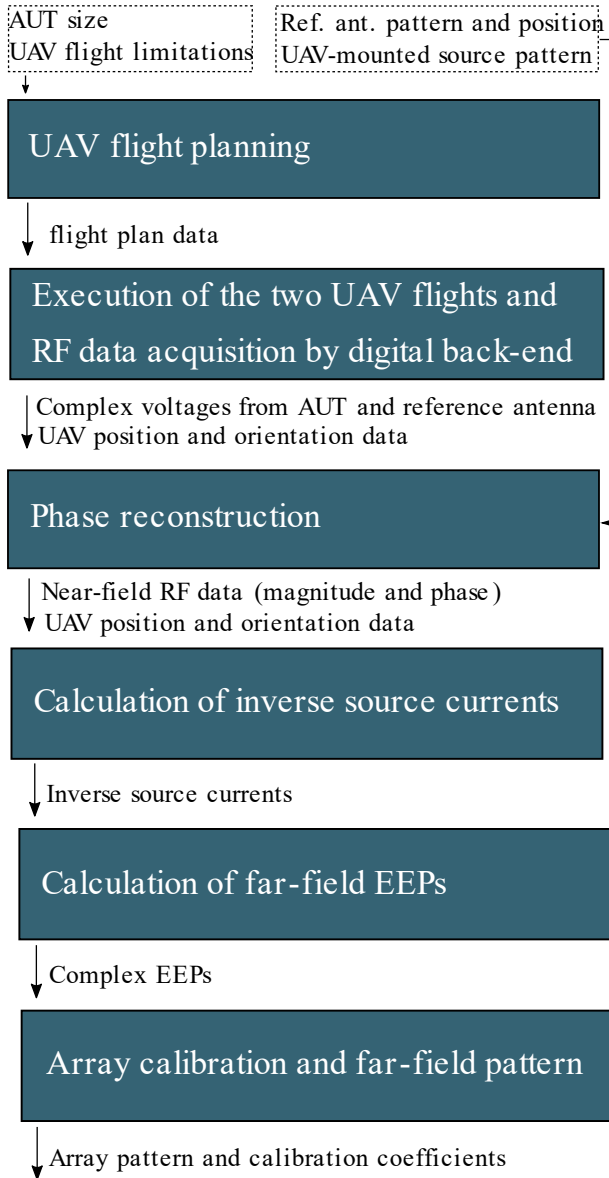 AUT size
UAV flight limitations
Ref. ant. pattern and position
UAV-mounted source pattern
UAV flight planning
flight plan data
Execution of the two UAV flights and
RF data acquisition by digital back-end
Complex voltages from AUT and reference antenna
UAV position and orientation data
Phase reconstruction
Near-field RF data (magnitude and phase)
UAV position and orientation data
Calculation of inverse source currents
Inverse source currents
Calculation of far-field EEPs
Complex EEPs
Array calibration and far-field pattern
Array pattern and calibration coefficients